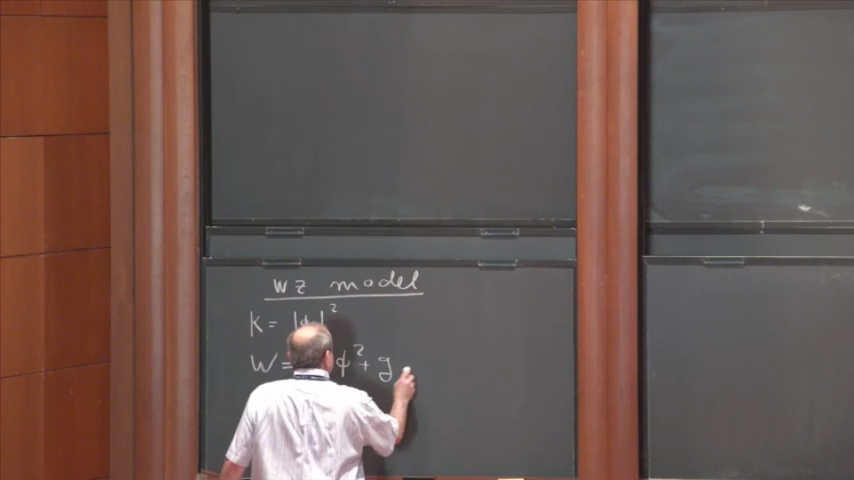 WZ model
K = |ϕ|²
W = ϕ² + g